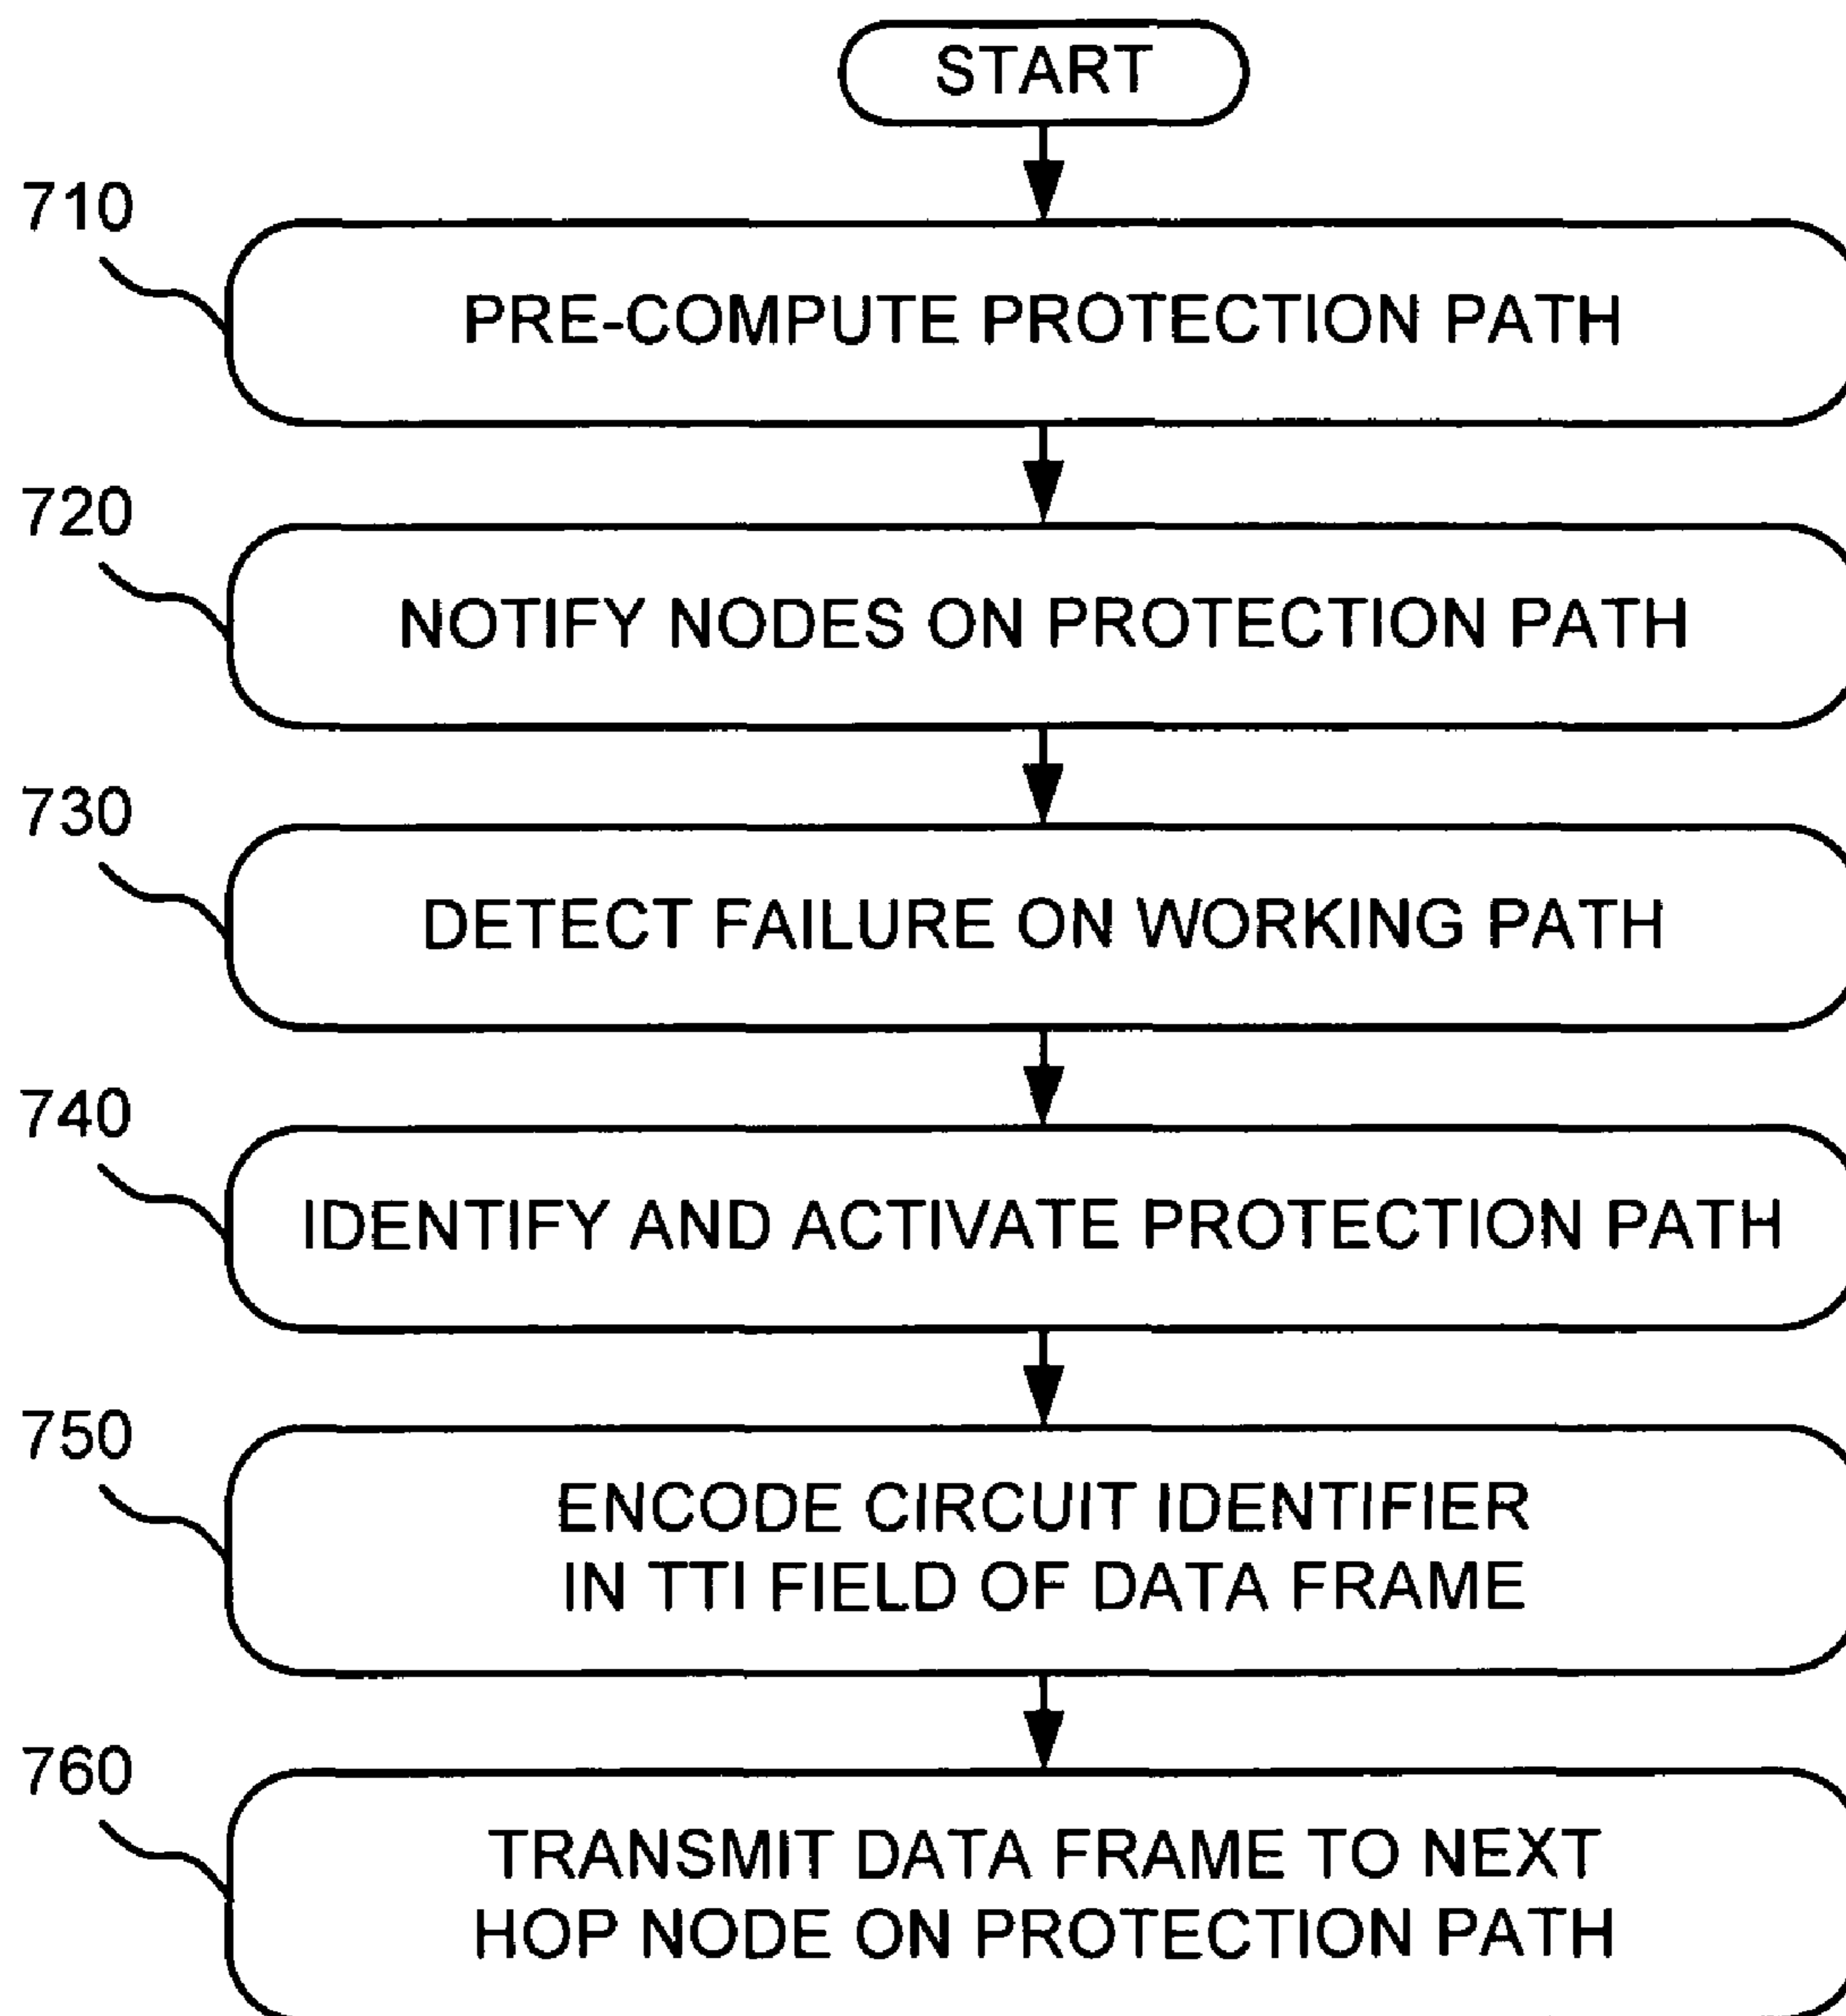 START
710
PRE-COMPUTE PROTECTION PATH
720
NOTIFY NODES ON PROTECTION PATH
730
DETECT FAILURE ON WORKING PATH
740
IDENTIFY AND ACTIVATE PROTECTION PATH
750
ENCODE CIRCUIT IDENTIFIER
IN TTI FIELD OF DATA FRAME
760
TRANSMIT DATA FRAME TO NEXT
HOP NODE ON PROTECTION PATH